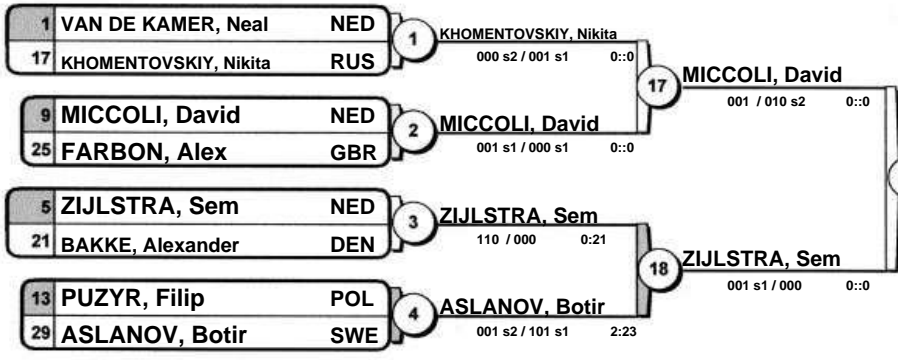 1 VAN DE KAMER, Neal NED
17 KHOMENTOVSKIY, Nikita RUS
1
KHOMENTOVSKIY, Nikita
000 s2 / 001 s1 0::0
9 MICCOLI, David NED
25 FARBON, Alex GBR
2
MICCOLI, David
001 s1 / 000 s1 0::0
17
MICCOLI, David
001 / 010 s2 0::0
5 ZIJLSTRA, Sem NED
21 BAKKE, Alexander DEN
3
ZIJLSTRA, Sem
110 / 000 0:21
13 PUZYR, Filip POL
29 ASLANOV, Botir SWE
4
ASLANOV, Botir
001 s2 / 101 s1 2:23
18
ZIJLSTRA, Sem
001 s1 / 000 0::0